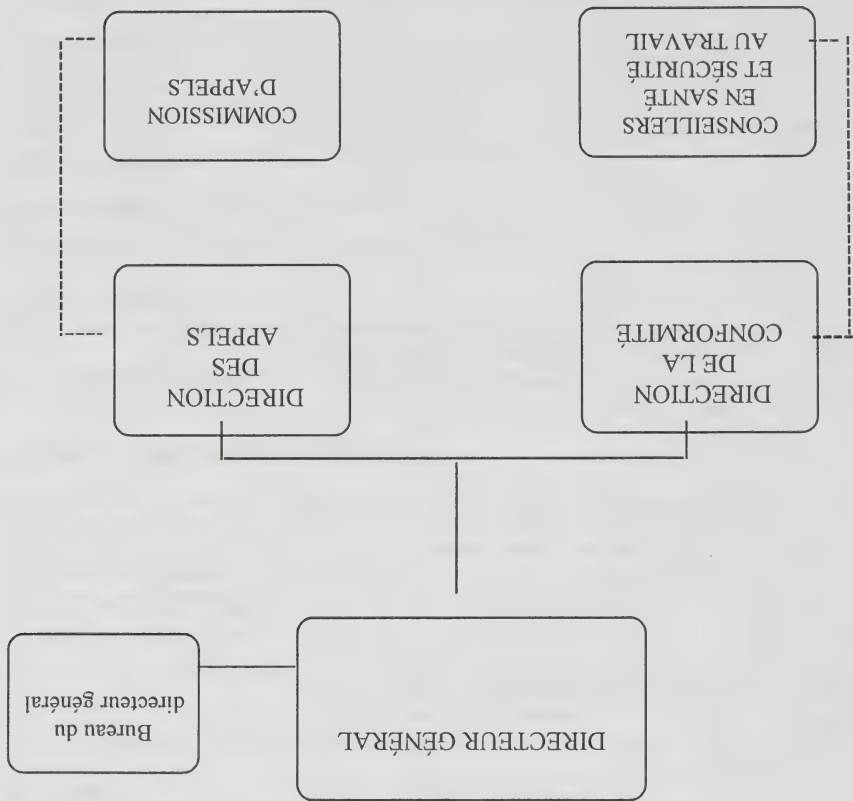 DIRECTEUR GÉNÉRAL
Bureau du
directeur général
DIRECTION
DE LA
CONFORMITÉ
DIRECTION
DES
APPELS
CONSEILLERS
EN SANTÉ
ET SÉCURITÉ
AU TRAVAIL
COMMISSION
D'APPELS